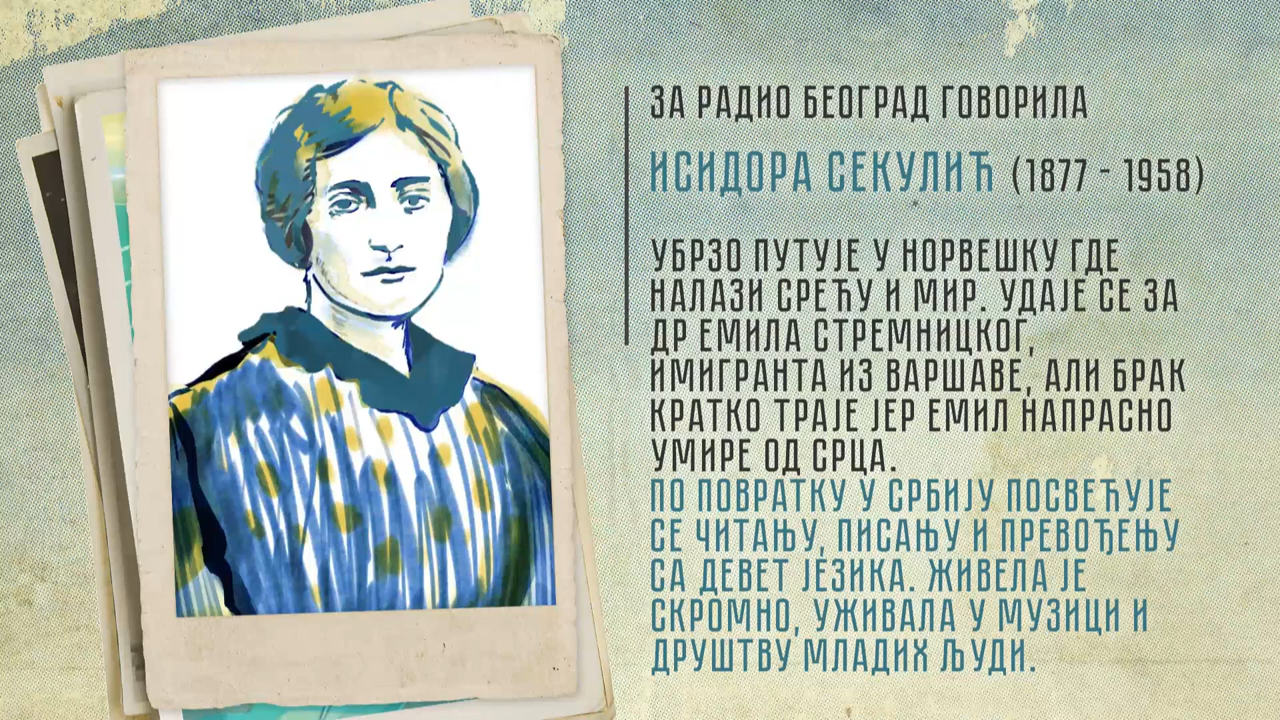 ЗА РАДИО БЕОГРАД ГОВОРИЛА
ИСИДОРА СЕКУЛИЋ (1877 - 1958)
УБРЗО ПУТУЈЕ У НОРВЕШКУ ГДЕ
НАЛАЗИ СРЕЋУ И МИР. УДАЈЕ СЕ ЗА
ДР ЕМИЛА СТРЕМНИЦКОГ,
ИМИГРАНТА ИЗ ВАРШАВЕ, АЛИ БРАК
КРАТКО ТРАЈЕ ЈЕР ЕМИЛ НАПРАСНО
УМИРЕ ОД СРЦА.
ПО ПОВРАТКУ У СРБИЈУ ПОСВЕЋУЈЕ
СЕ ЧИТАЊУ, ПИСАЊУ И ПРЕВОЂЕЊУ
СА ДЕВЕТ ЈЕЗИКА. ЖИВЕЛА ЈЕ
СКРОМНО, УЖИВАЛА У МУЗИЦИ И
ДРУШТВУ МЛАДИХ ЉУДИ.